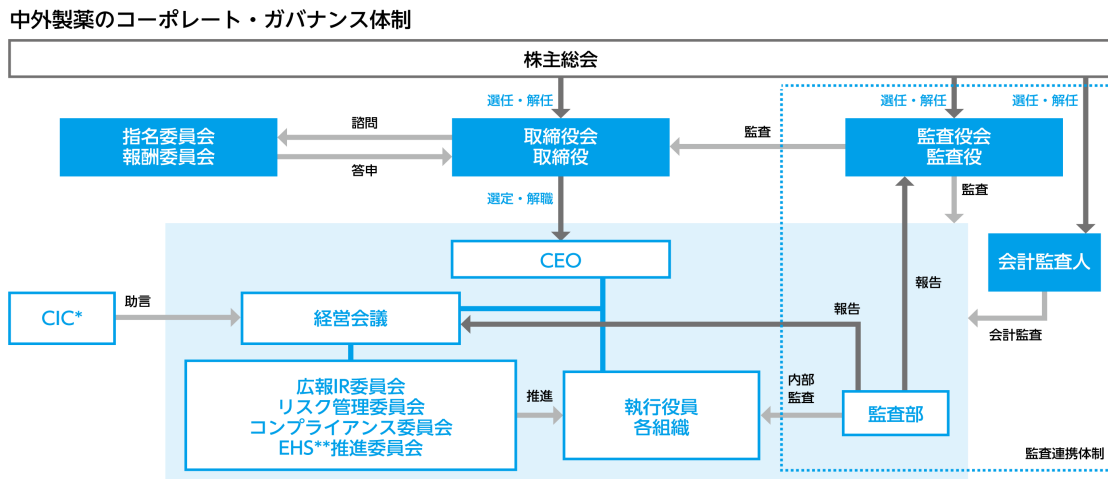 中外製薬のコーポレート・ガバナンス体制
株主総会
選任・解任
選任・解任
選任・解任
指名委員会
報酬委員会
諮問
答申
取締役会
取締役
監査
監査役会
監査役
監査
選定・解職
CEO
会計監査人
報告
CIC*
助言
経営会議
報告
会計監査
広報IR委員会
リスク管理委員会
コンプライアンス委員会
EHS**推進委員会
推進
執行役員
各組織
内部
監査
監査部
監査連携体制